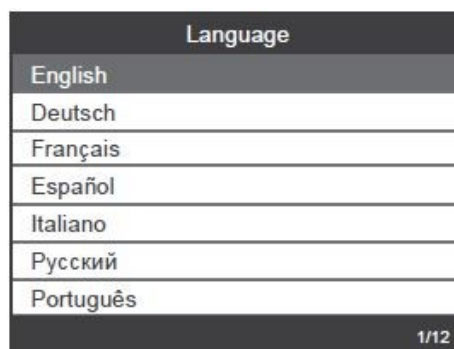 Language
English
Deutsch
Français
Español
Italiano
Русский
Português
1/12